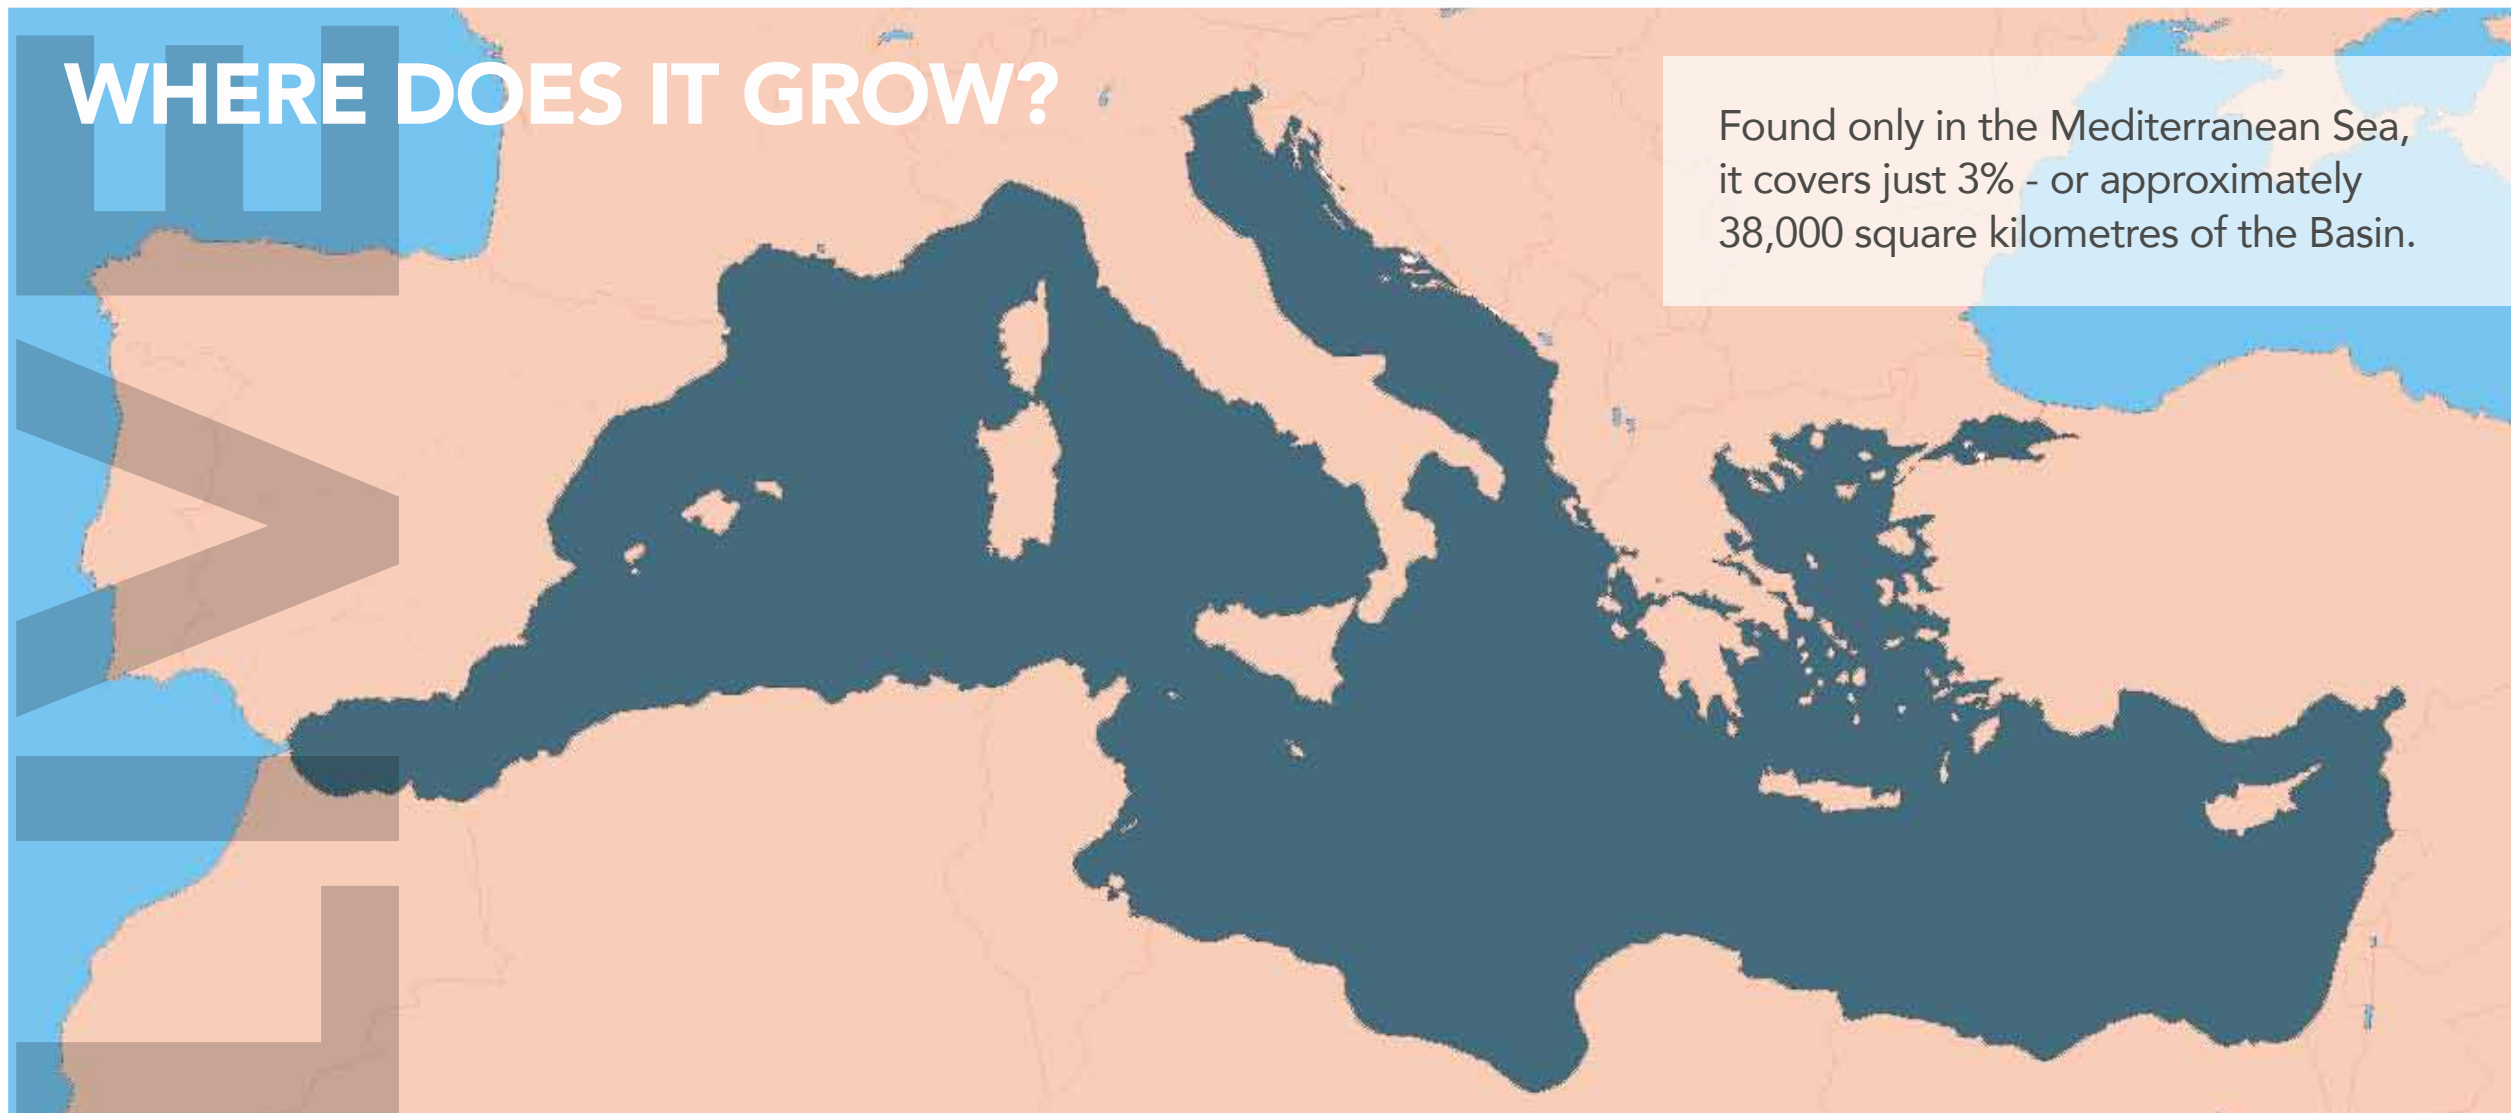 WHERE DOES IT GROW?
Found only in the Mediterranean Sea,
it covers just 3% - or approximately
38,000 square kilometres of the Basin.
LIVE